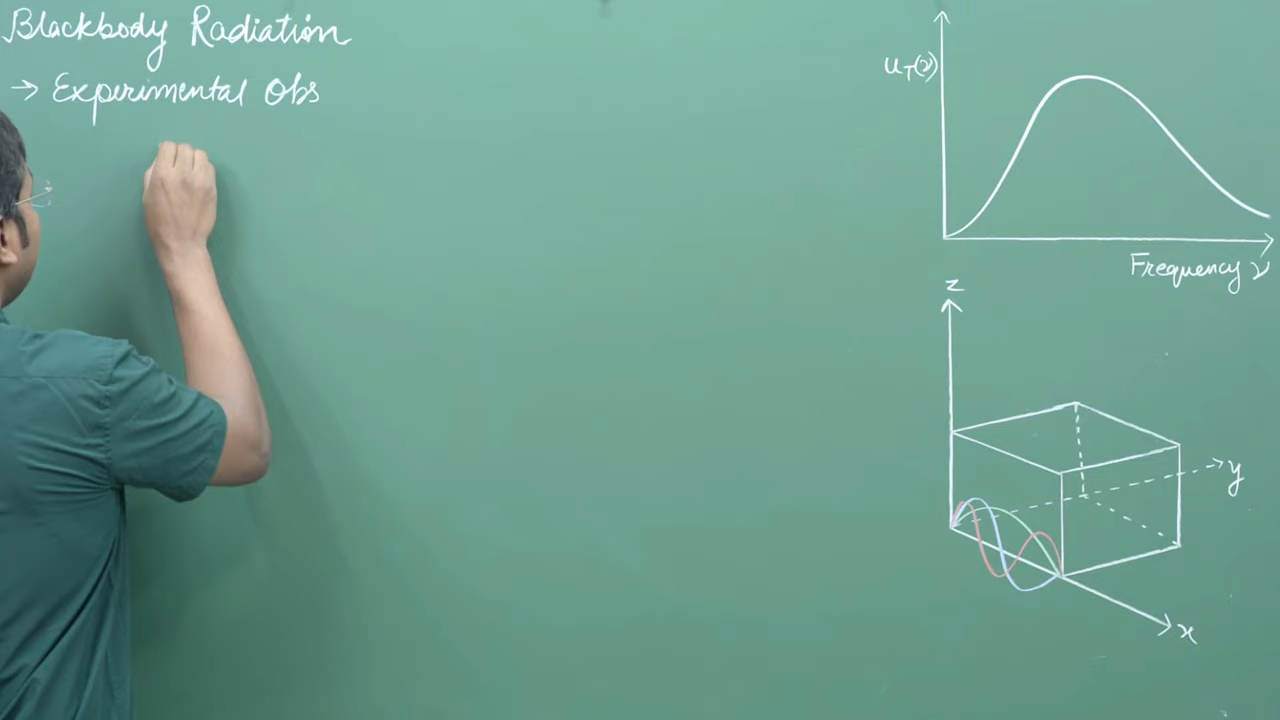 Blackbody Radiation
→ Experimental Obs
u_T(ν)
Frequency ν
z
y
x